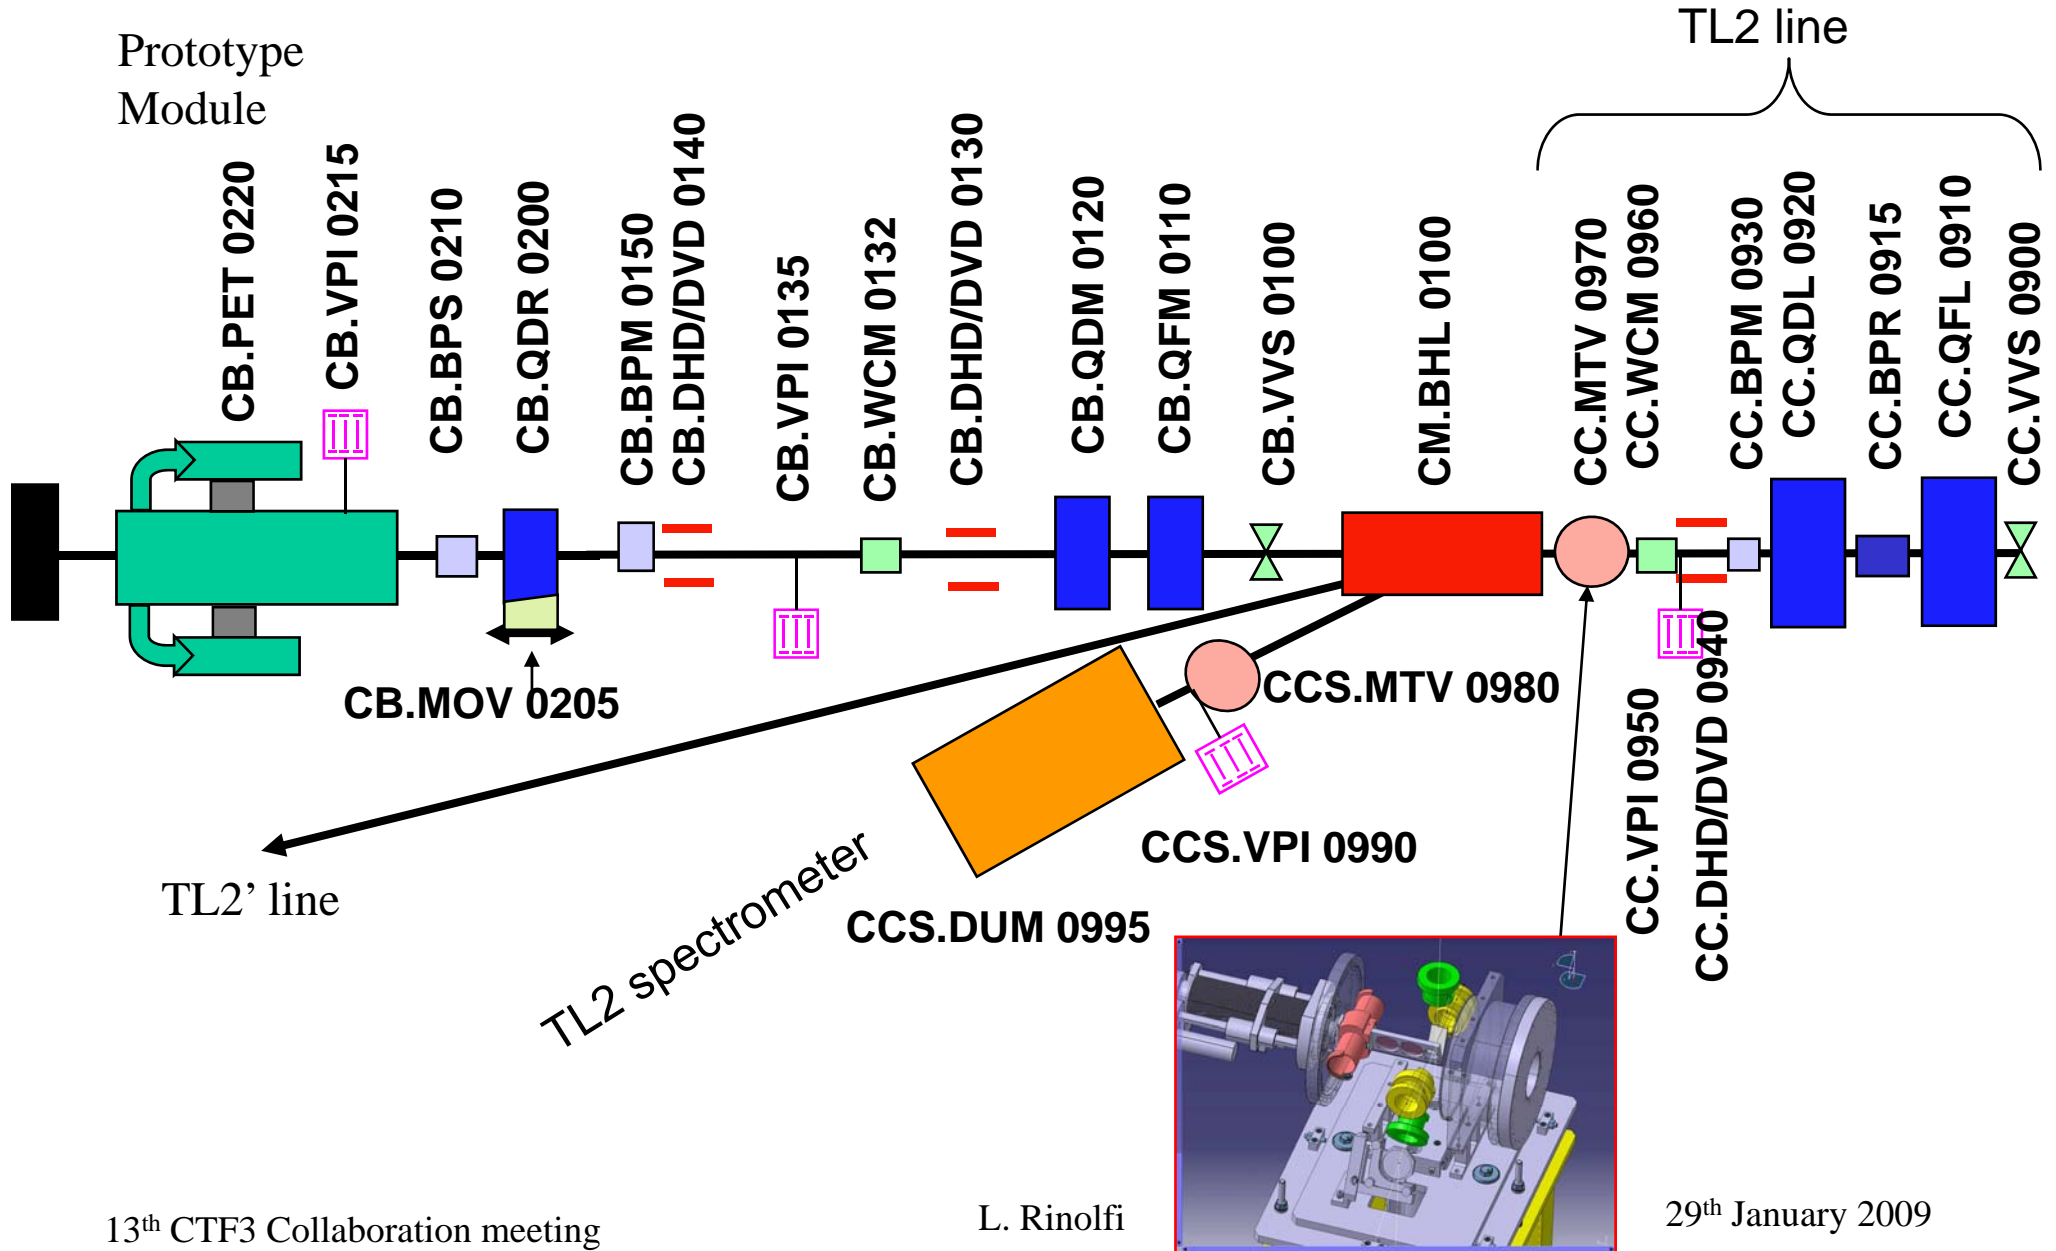 Prototype
Module
TL2 line
CB.PET 0220
CB.VPI 0215
CB.BPS 0210
CB.QDR 0200
CB.BPM 0150
CB.DHD/DVD 0140
CB.VPI 0135
CB.WCM 0132
CB.DHD/DVD 0130
CB.QDM 0120
CB.QFM 0110
CB.VVS 0100
CM.BHL 0100
CC.MTV 0970
CC.WCM 0960
CC.BPM 0930
CC.QDL 0920
CC.BPR 0915
CC.QFL 0910
CC.VVS 0900
CB.MOV 0205
CCS.MTV 0980
CC.VPI 0950
CC.DHD/DVD 0940
CCS.VPI 0990
TL2’ line
CCS.DUM 0995
TL2 spectrometer
13th CTF3 Collaboration meeting
L. Rinolfi
29th January 2009